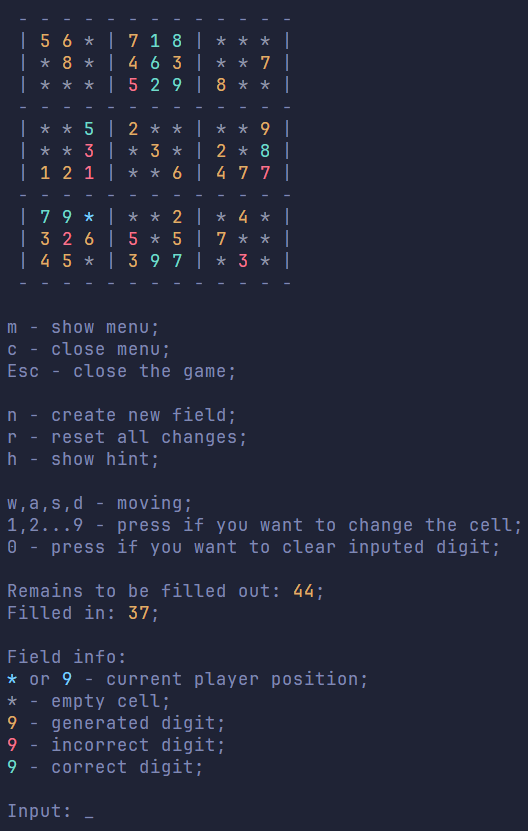 - - - - - - - - - - - - -
| 5 6 * | 7 1 8 | * * * |
| * 8 * | 4 6 3 | * * 7 |
| * * * | 5 2 9 | 8 * * |
- - - - - - - - - - - - -
| * * 5 | 2 * * | * * 9 |
| * * 3 | * 3 * | 2 * 8 |
| 1 2 1 | * * 6 | 4 7 7 |
- - - - - - - - - - - - -
| 7 9 * | * * 2 | * 4 * |
| 3 2 6 | 5 * 5 | 7 * * |
| 4 5 * | 3 9 7 | * 3 * |
- - - - - - - - - - - - -
m - show menu;
c - close menu;
Esc - close the game;
n - create new field;
r - reset all changes;
h - show hint;
w,a,s,d - moving;
1,2...9 - press if you want to change the cell;
0 - press if you want to clear inputed digit;
Remains to be filled out: 44;
Filled in: 37;
Field info:
* or 9 - current player position;
* - empty cell;
9 - generated digit;
9 - incorrect digit;
9 - correct digit;
Input: _